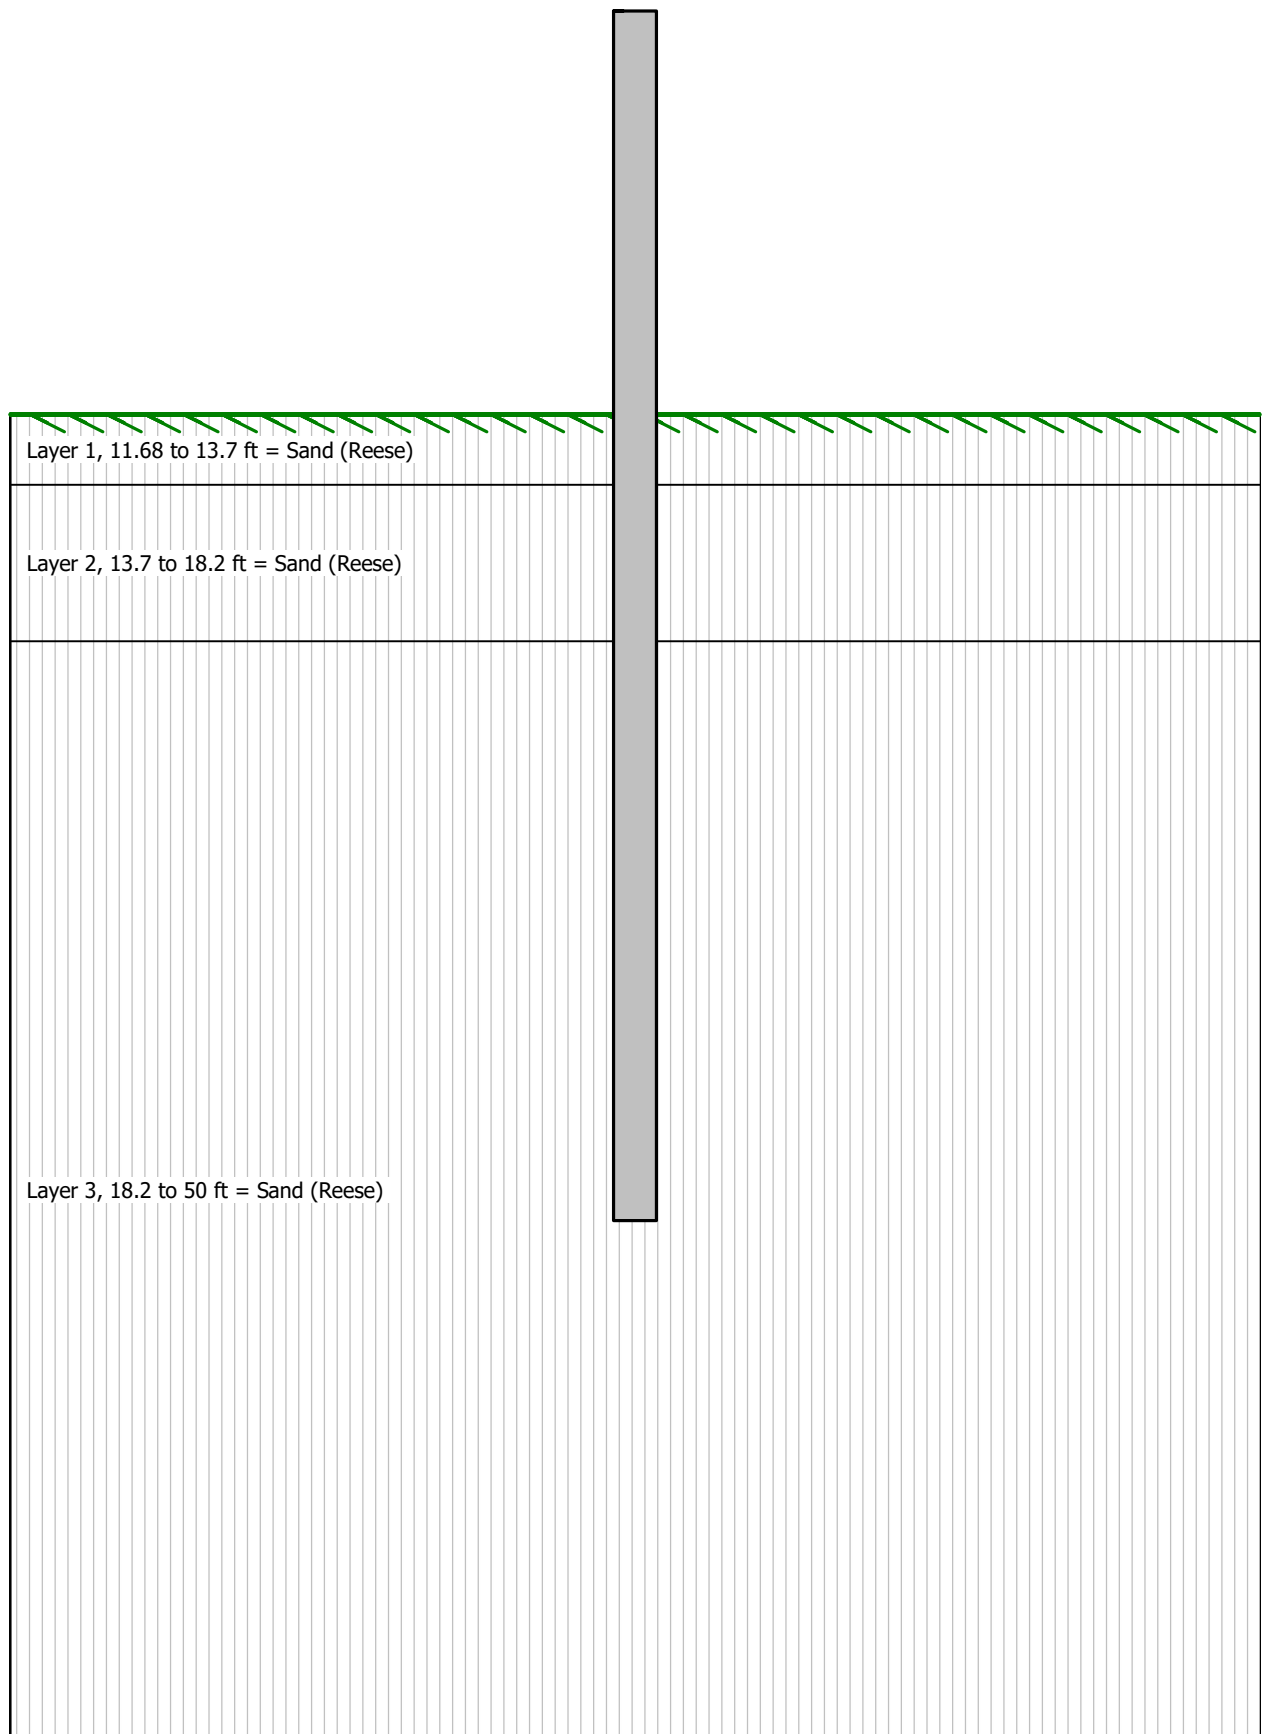 Layer 1, 11.68 to 13.7 ft = Sand (Reese)
Layer 2, 13.7 to 18.2 ft = Sand (Reese)
Layer 3, 18.2 to 50 ft = Sand (Reese)